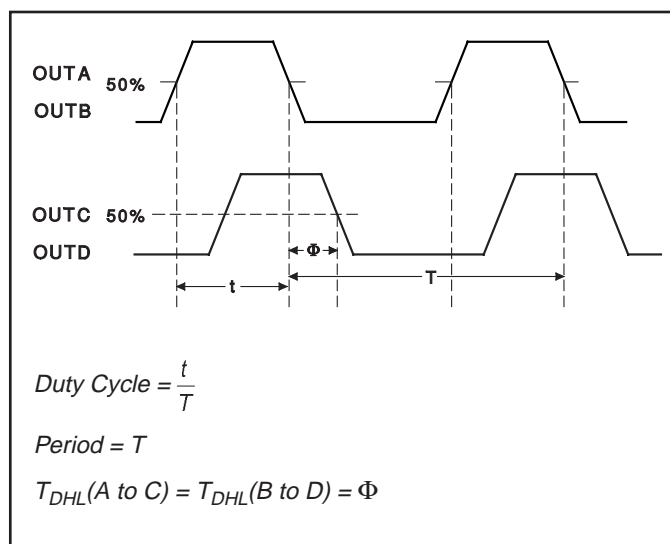 OUTA 50%
OUTB
OUTC 50%
OUTD
Φ
t
T
Duty Cycle = t/T
Period = T
T_DHL(A to C) = T_DHL(B to D) = Φ